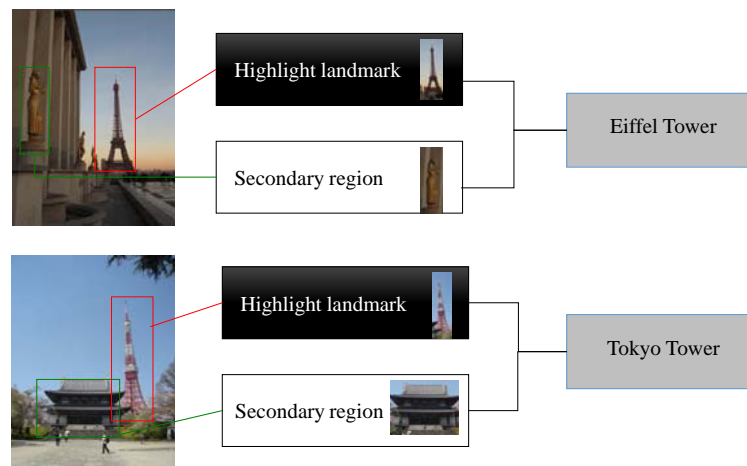 Highlight landmark
Eiffel Tower
Secondary region
Highlight landmark
Tokyo Tower
Secondary region